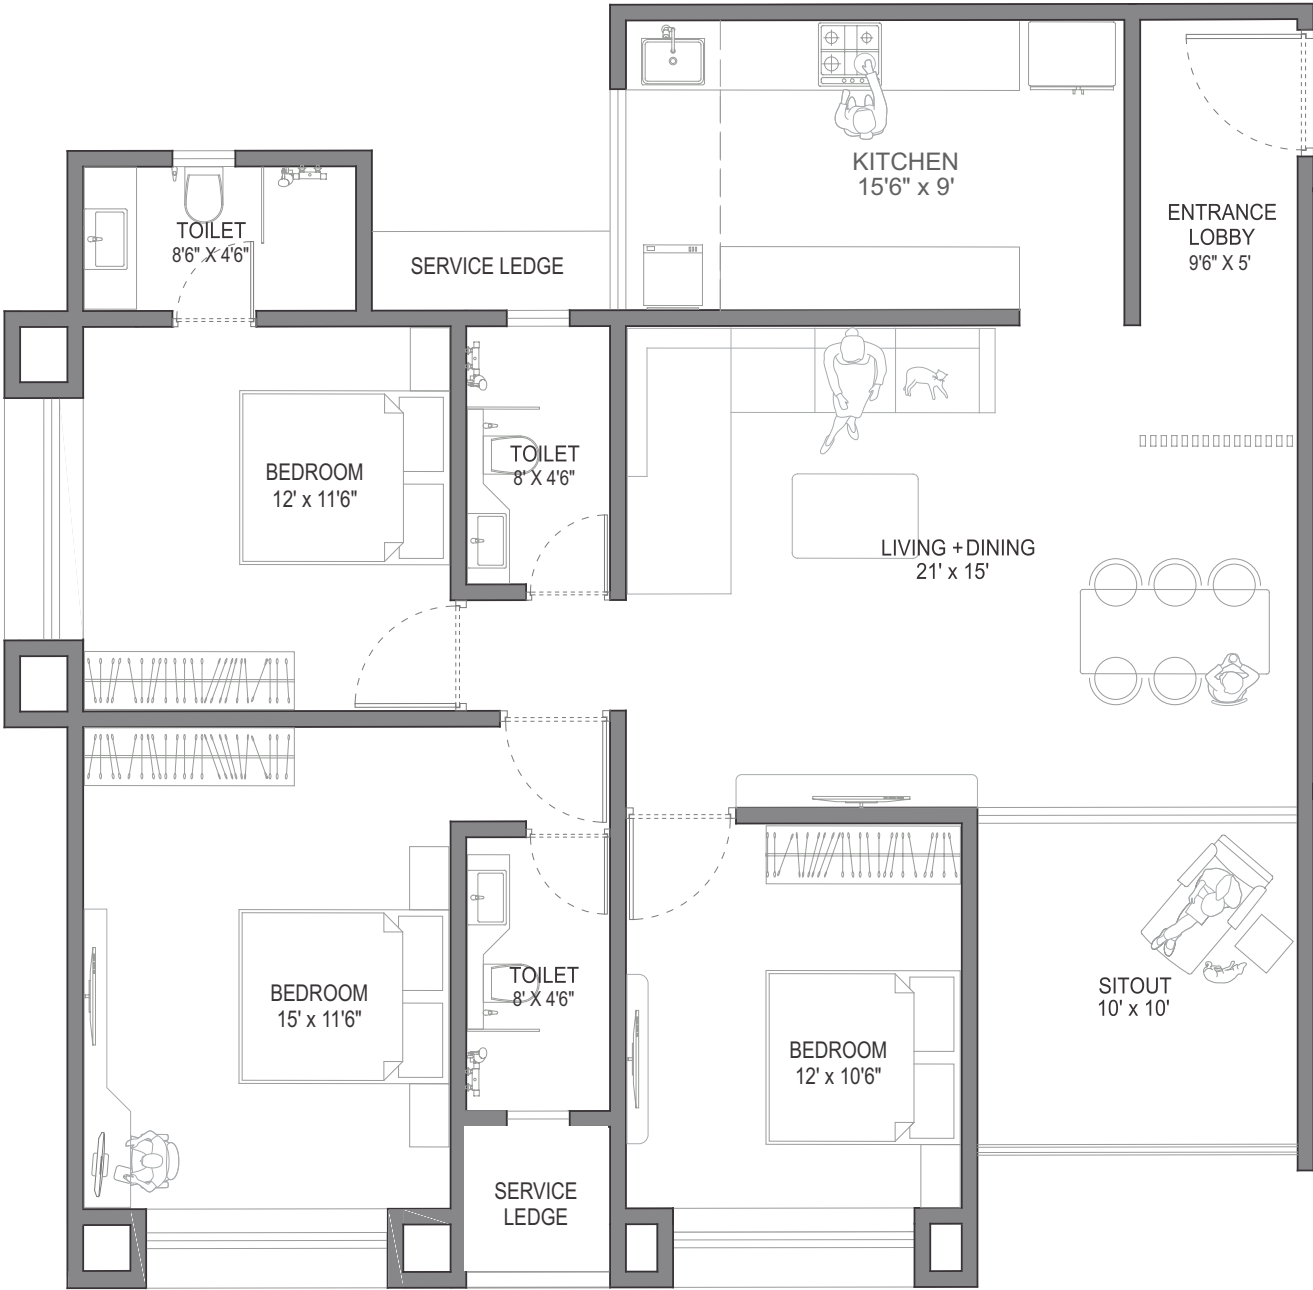 KITCHEN
15'6" x 9'
ENTRANCE
LOBBY
9'6" X 5'
TOILET
8'6" X 4'6"
SERVICE LEDGE
BEDROOM
12' x 11'6"
TOILET
8' X 4'6"
LIVING +DINING
21' x 15'
BEDROOM
15' x 11'6"
TOILET
8' X 4'6"
BEDROOM
12' x 10'6"
SITOUT
10' x 10'
SERVICE
LEDGE